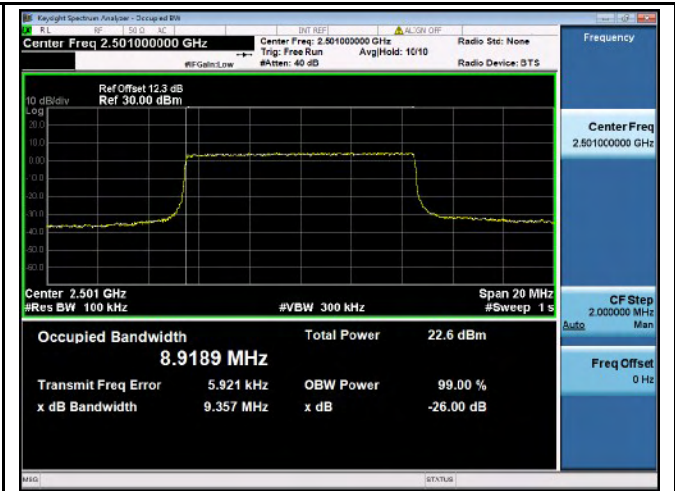 Keysight Spectrum Analyzer - Occupied BW
RL RF 50 Ω AC INT REF ALIGN OFF
Center Freq 2.501000000 GHz
Center Freq: 2.501000000 GHz Radio Std: None
Trig: Free Run Avg|Hold: 10/10
#IFGain:Low #Atten: 40 dB Radio Device: BTS
Frequency
Ref Offset 12.3 dB
10 dB/div Ref 30.00 dBm
Log
20.0
10.0
0.00
-10.0
-20.0
-30.0
-40.0
-50.0
-60.0
Center 2.501 GHz Span 20 MHz
#Res BW 100 kHz #VBW 300 kHz #Sweep 1 s
Occupied Bandwidth Total Power 22.6 dBm
8.9189 MHz
Transmit Freq Error 5.921 kHz OBW Power 99.00 %
x dB Bandwidth 9.357 MHz x dB -26.00 dB
Center Freq
2.501000000 GHz
CF Step
2.000000 MHz
Auto Man
Freq Offset
0 Hz
MSG STATUS